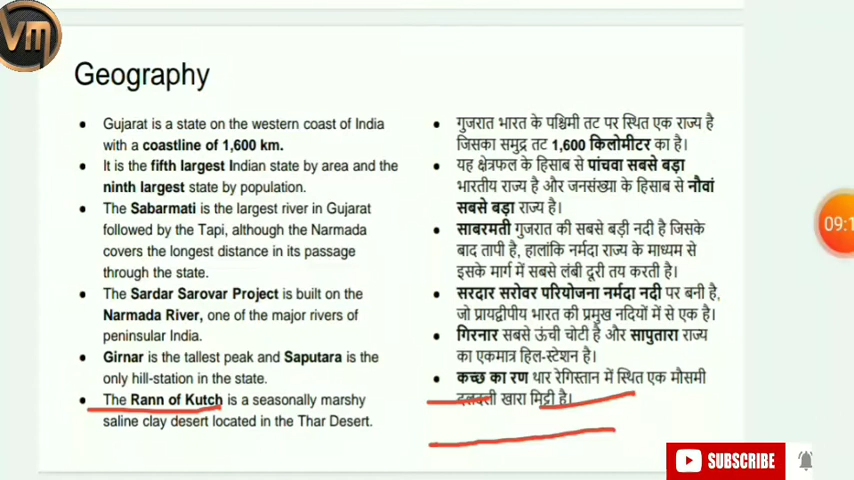 VM
Geography
Gujarat is a state on the western coast of India
with a coastline of 1,600 km.
It is the fifth largest Indian state by area and the
ninth largest state by population.
The Sabarmati is the largest river in Gujarat
followed by the Tapi, although the Narmada
covers the longest distance in its passage
through the state.
The Sardar Sarovar Project is built on the
Narmada River, one of the major rivers of
peninsular India.
Girnar is the tallest peak and Saputara is the
only hill-station in the state.
The Rann of Kutch is a seasonally marshy
saline clay desert located in the Thar Desert.
गुजरात भारत के पश्चिमी तट पर स्थित एक राज्य है
जिसका समुद्र तट 1,600 किलोमीटर का है।
यह क्षेत्रफल के हिसाब से पांचवा सबसे बड़ा
भारतीय राज्य है और जनसंख्या के हिसाब से नौवां
सबसे बड़ा राज्य है।
साबरमती गुजरात की सबसे बड़ी नदी है जिसके
बाद तापी है, हालांकि नर्मदा राज्य के माध्यम से
इसके मार्ग में सबसे लंबी दूरी तय करती है।
सरदार सरोवर परियोजना नर्मदा नदी पर बनी है,
जो प्रायद्वीपीय भारत की प्रमुख नदियों में से एक है।
गिरनार सबसे ऊंची चोटी है और सापुतारा राज्य
का एकमात्र हिल-स्टेशन है।
कच्छ का रण थार रेगिस्तान में स्थित एक मौसमी
दलदली खारा मिट्टी है।
09:1
SUBSCRIBE